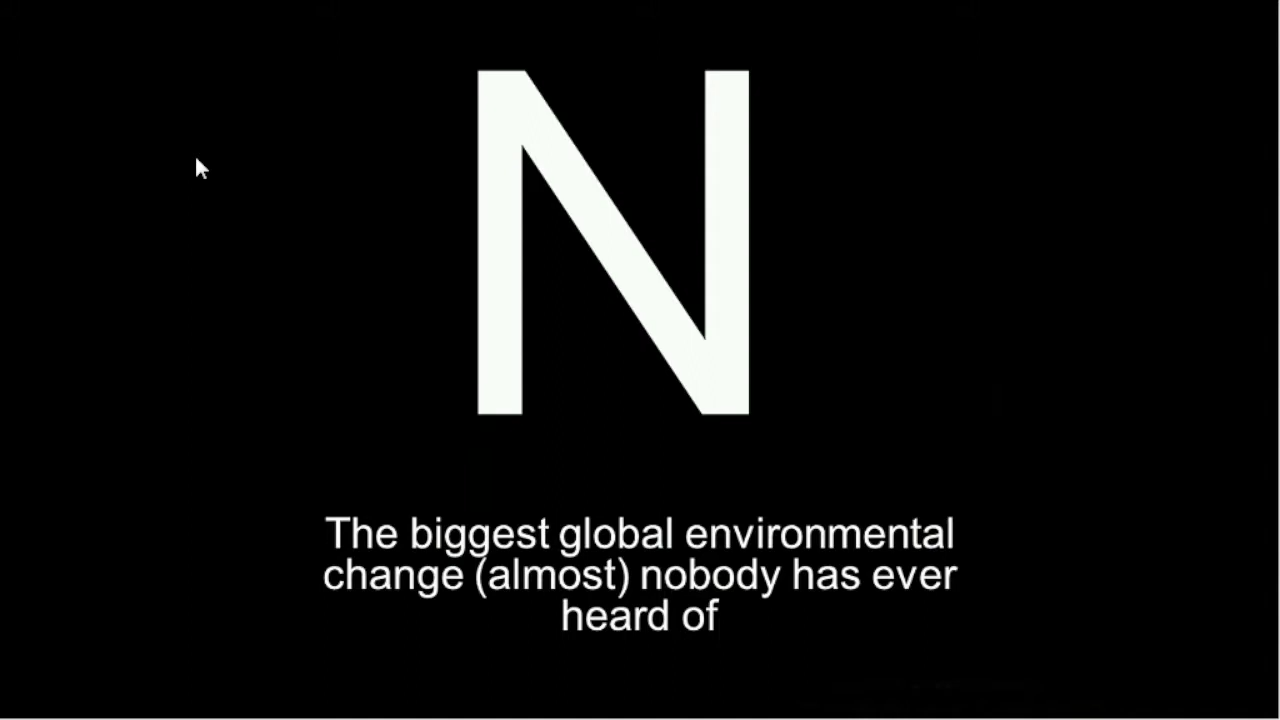 N
The biggest global environmental
change (almost) nobody has ever
heard of